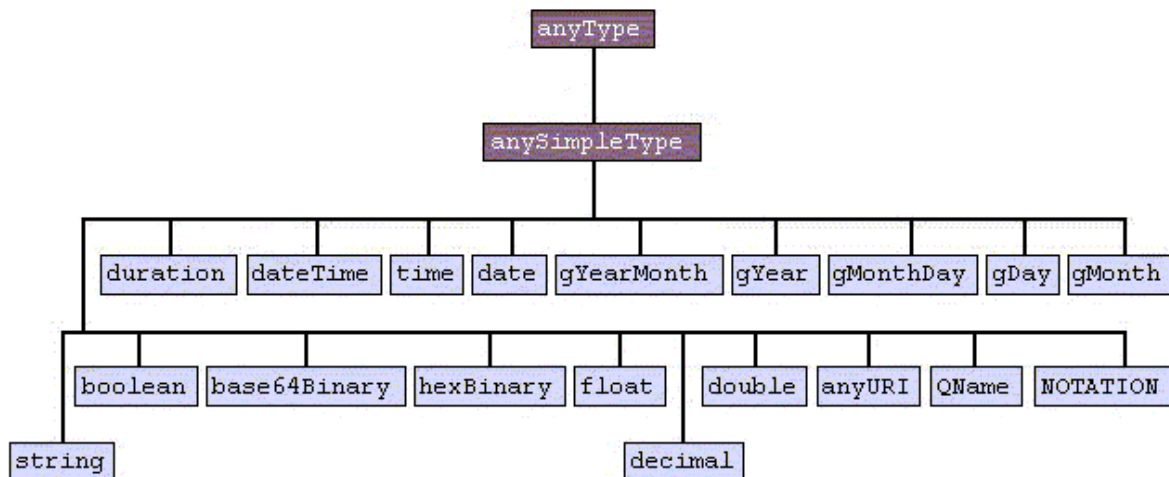 anyType
anySimpleType
duration dateTime time date gYearMonth gYear gMonthDay gDay gMonth
boolean base64Binary hexBinary float double anyURI QName NOTATION
string decimal